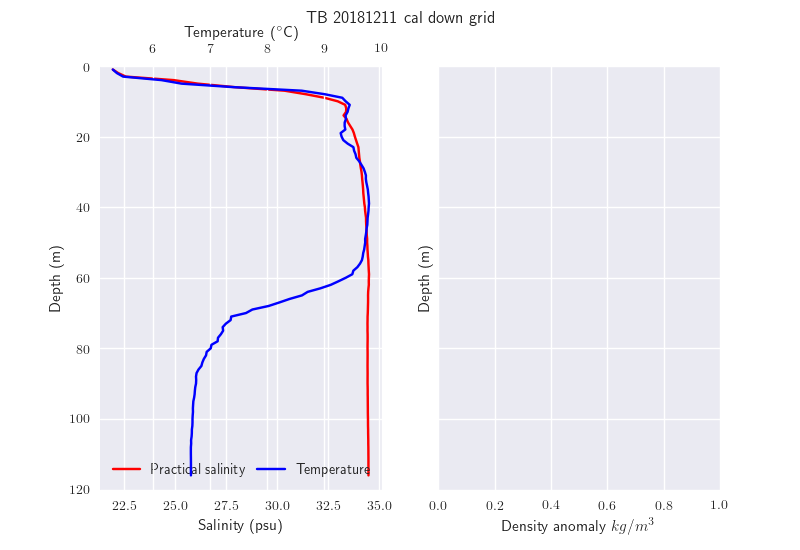 TB 20181211 cal down grid
Temperature (°C)
6 7 8 9 10
0
20
40
60
80
100
120
Depth (m)
Practical salinity Temperature
22.5 25.0 27.5 30.0 32.5 35.0
Salinity (psu)
Depth (m)
0.0 0.2 0.4 0.6 0.8 1.0
Density anomaly kg/m³